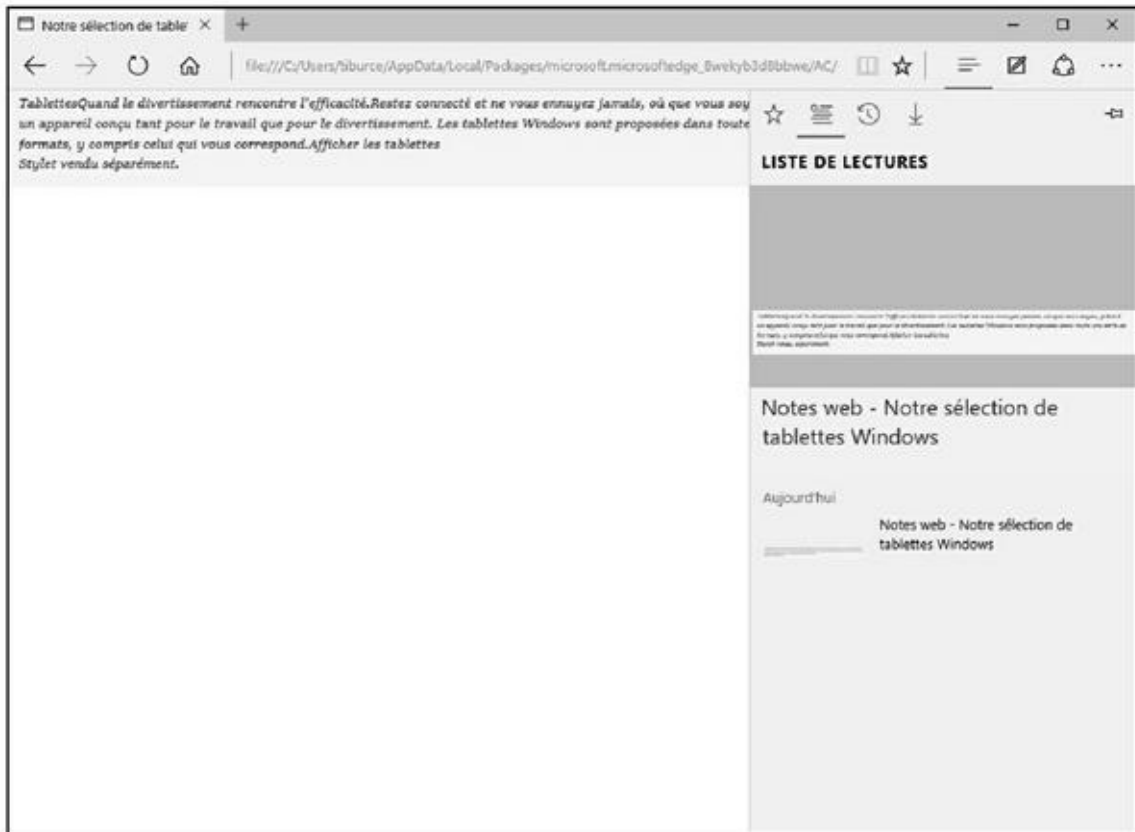 Notre sélection de table
file:///C:/Users/tiburce/AppData/Local/Packages/microsoft.microsoftedge_8wekyb3d8bbwe/AC/
TablettesQuand le divertissement rencontre l'efficacité.Restez connecté et ne vous ennuyez jamais, où que vous soy
un appareil conçu tant pour le travail que pour le divertissement. Les tablettes Windows sont proposées dans toute
formats, y compris celui qui vous correspond.Afficher les tablettes
Stylet vendu séparément.
LISTE DE LECTURES
Notes web - Notre sélection de
tablettes Windows
Aujourd'hui
Notes web - Notre sélection de
tablettes Windows